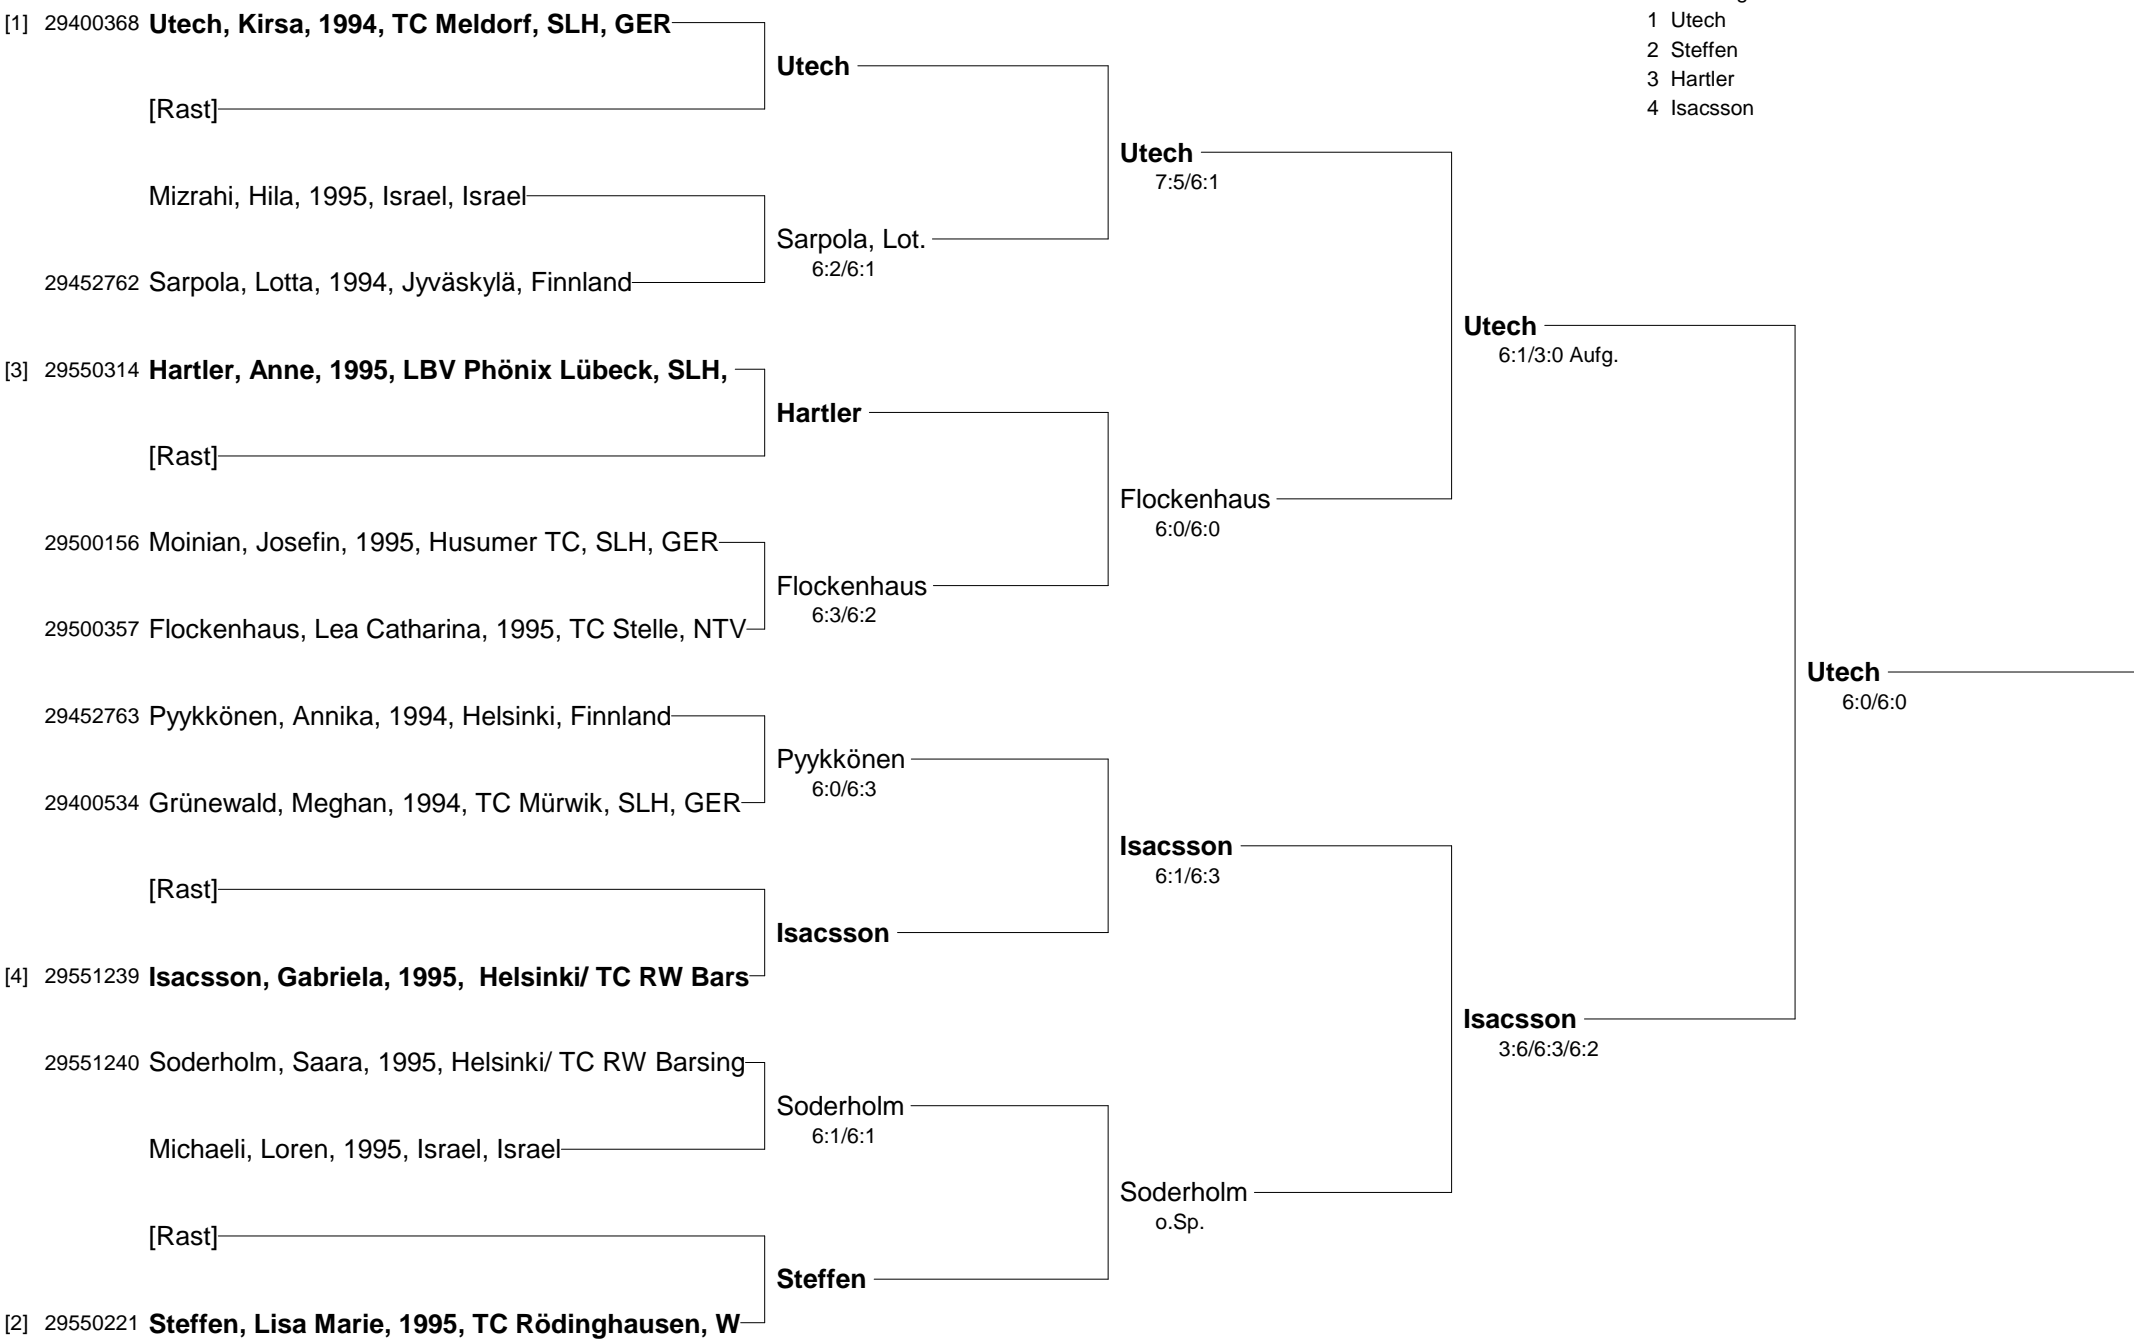 1 Utech
2 Steffen
3 Hartler
4 Isacsson
[1] 29400368 Utech, Kirsa, 1994, TC Meldorf, SLH, GER
Utech
[Rast]
Utech
7:5/6:1
Mizrahi, Hila, 1995, Israel, Israel
Sarpola, Lot.
6:2/6:1
29452762 Sarpola, Lotta, 1994, Jyväskylä, Finnland
Utech
6:1/3:0 Aufg.
[3] 29550314 Hartler, Anne, 1995, LBV Phönix Lübeck, SLH,
Hartler
[Rast]
Flockenhaus
6:0/6:0
29500156 Moinian, Josefin, 1995, Husumer TC, SLH, GER
Flockenhaus
6:3/6:2
29500357 Flockenhaus, Lea Catharina, 1995, TC Stelle, NTV
Utech
6:0/6:0
29452763 Pyykkönen, Annika, 1994, Helsinki, Finnland
Pyykkönen
6:0/6:3
29400534 Grünewald, Meghan, 1994, TC Mürwik, SLH, GER
Isacsson
6:1/6:3
[Rast]
Isacsson
[4] 29551239 Isacsson, Gabriela, 1995, Helsinki/ TC RW Bars
Isacsson
3:6/6:3/6:2
29551240 Soderholm, Saara, 1995, Helsinki/ TC RW Barsing
Soderholm
6:1/6:1
Michaeli, Loren, 1995, Israel, Israel
Soderholm
o.Sp.
[Rast]
Steffen
[2] 29550221 Steffen, Lisa Marie, 1995, TC Rödinghausen, W